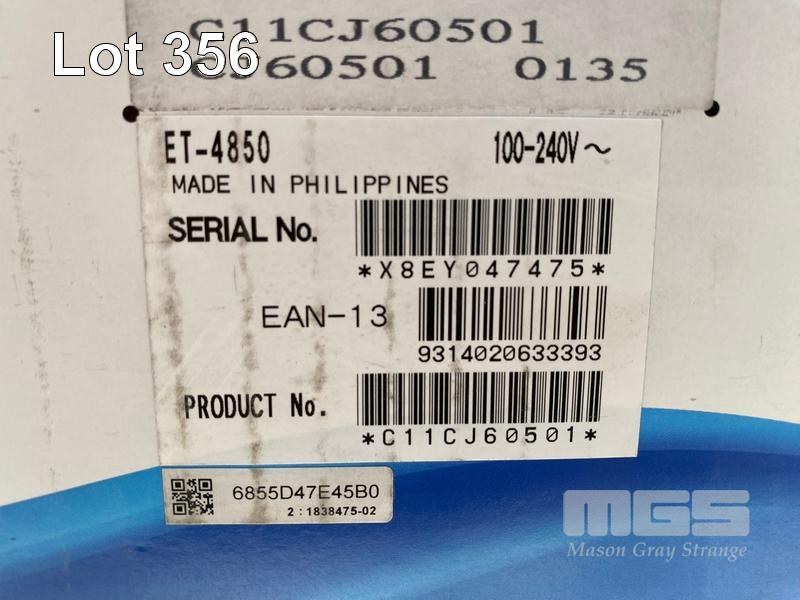 Lot 356
C11CJ60501
CJ60501 0135
ET-4850 100-240V～
MADE IN PHILIPPINES
SERIAL No.
*X8EY047475*
EAN-13
9314020633393
PRODUCT No.
*C11CJ60501*
6855D47E45B0
2 : 1838475-02
MGS
Mason Gray Strange